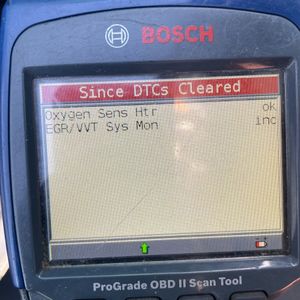 BOSCH
Since DTCs Cleared
Oxygen Sens Htr ok
EGR/VVT Sys Mon inc
ProGrade OBD II Scan Tool